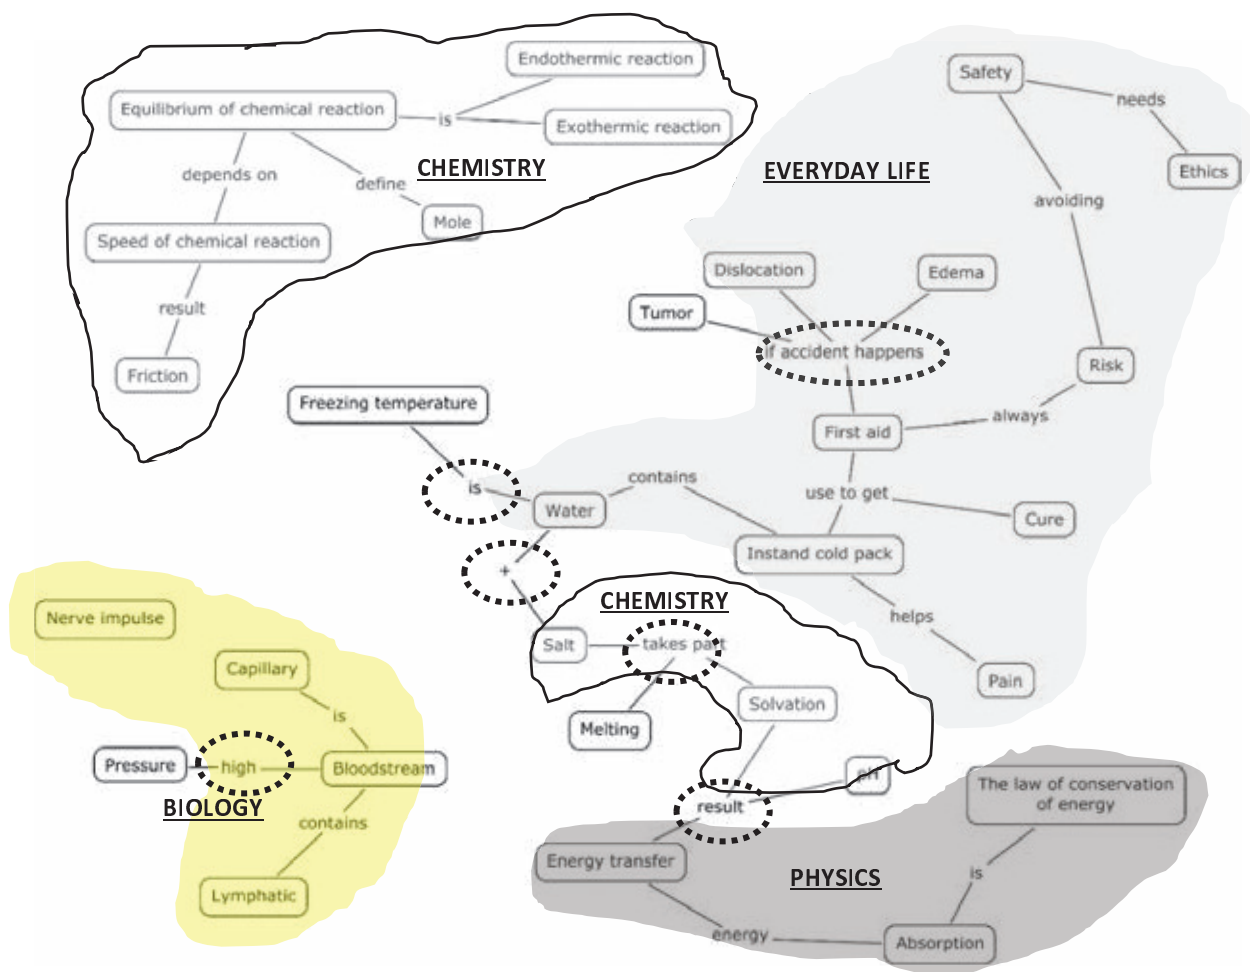 Endothermic reaction
Equilibrium of chemical reaction
is
Exothermic reaction
CHEMISTRY
depends on
define
Mole
Speed of chemical reaction
result
Friction
Safety
needs
Ethics
EVERYDAY LIFE
avoiding
Dislocation
Edema
Tumor
if accident happens
Risk
always
First aid
Freezing temperature
is
Water
contains
use to get
Cure
Instand cold pack
+
helps
Pain
CHEMISTRY
Salt
takes part
Solvation
Melting
pH
result
Nerve impulse
Capillary
is
Pressure
high
Bloodstream
BIOLOGY
contains
Lymphatic
The law of conservation
of energy
Energy transfer
PHYSICS
is
energy
Absorption